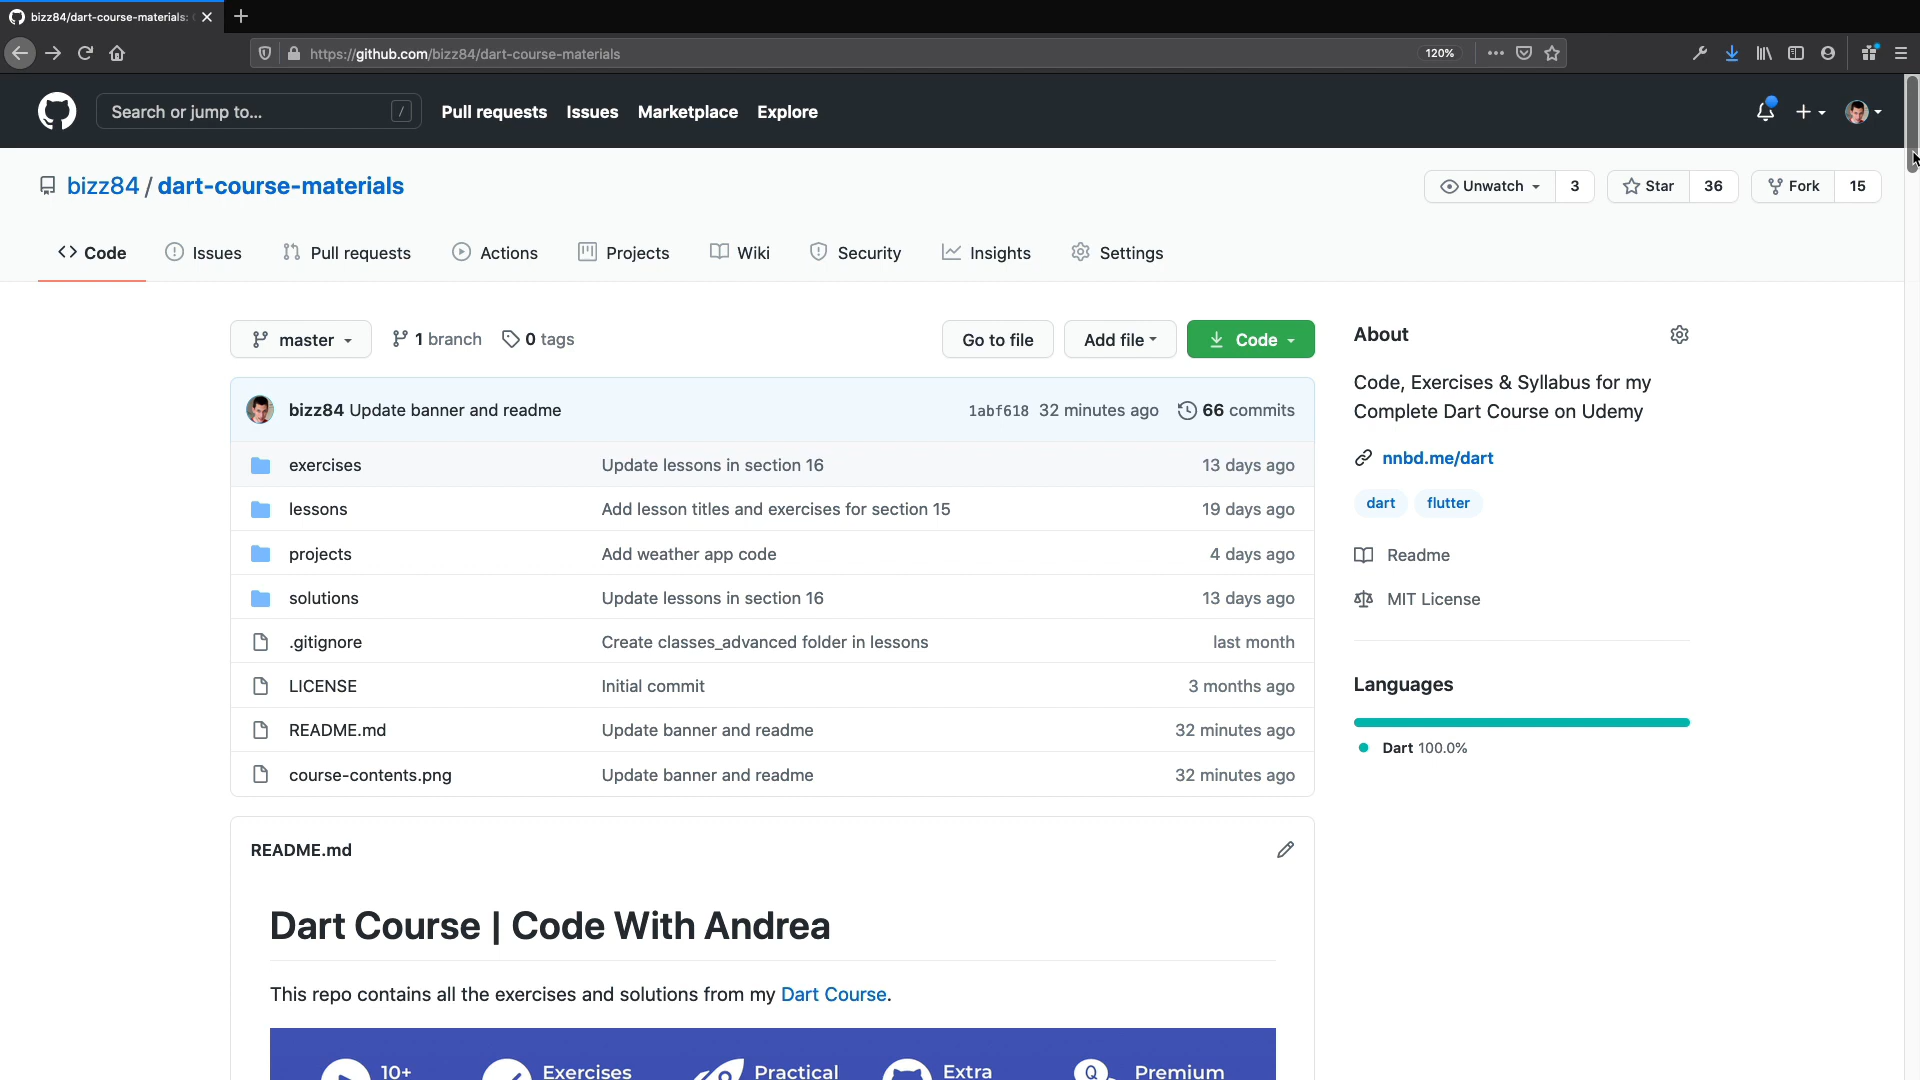 bizz84/dart-course-materials:
https://github.com/bizz84/dart-course-materials
120%
Search or jump to...
/
Pull requests
Issues
Marketplace
Explore
bizz84 / dart-course-materials
Unwatch
3
Star
36
Fork
15
Code
Issues
Pull requests
Actions
Projects
Wiki
Security
Insights
Settings
master
1 branch
0 tags
Go to file
Add file
Code
About
Code, Exercises & Syllabus for my
Complete Dart Course on Udemy
nnbd.me/dart
dart
flutter
Readme
MIT License
Languages
Dart 100.0%
bizz84 Update banner and readme
1abf618 32 minutes ago
66 commits
exercises
Update lessons in section 16
13 days ago
lessons
Add lesson titles and exercises for section 15
19 days ago
projects
Add weather app code
4 days ago
solutions
Update lessons in section 16
13 days ago
.gitignore
Create classes_advanced folder in lessons
last month
LICENSE
Initial commit
3 months ago
README.md
Update banner and readme
32 minutes ago
course-contents.png
Update banner and readme
32 minutes ago
README.md
Dart Course | Code With Andrea
This repo contains all the exercises and solutions from my Dart Course.
10+
Exercises
Practical
Extra
Q
Premium